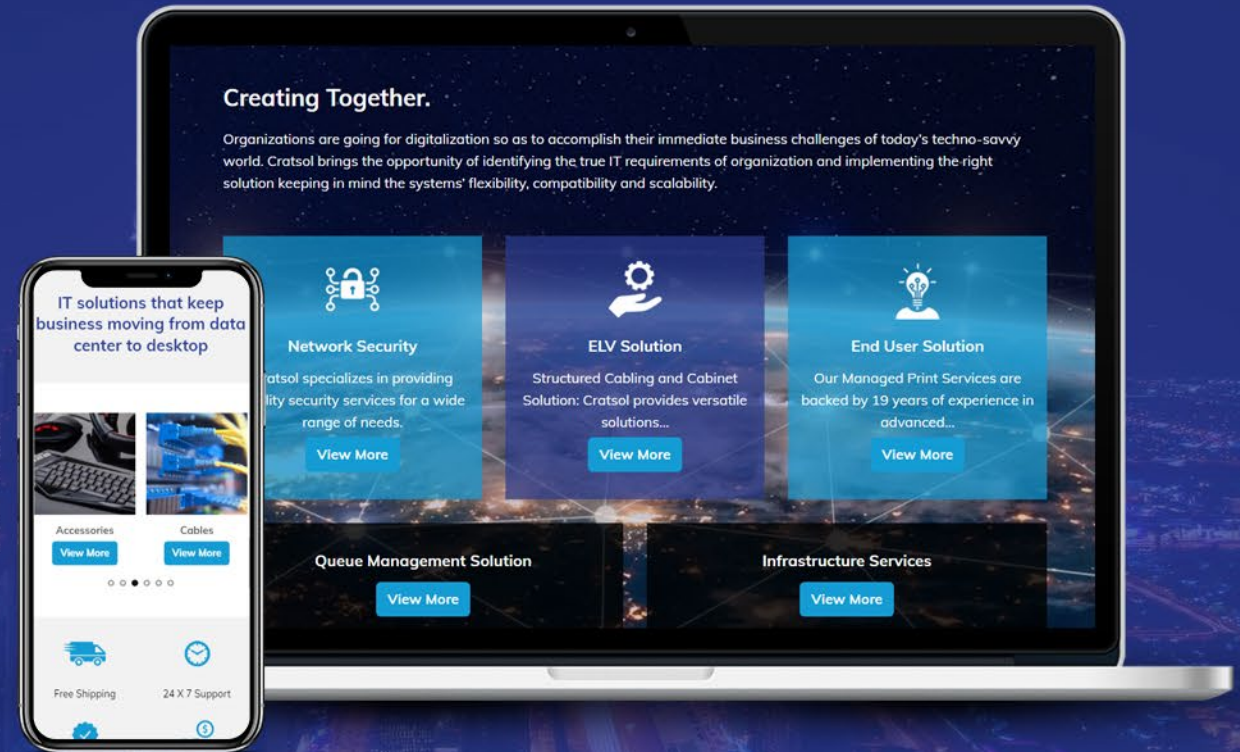 Creating Together.
Organizations are going for digitalization so as to accomplish their immediate business challenges of today's techno-savvy
world. Cratsol brings the opportunity of identifying the true IT requirements of organization and implementing the right
solution keeping in mind the systems' flexibility, compatibility and scalability.
Network Security
specializes in providing
security services for a wide
range of needs.
View More
ELV Solution
Structured Cabling and Cabinet
Solution: Cratsol provides versatile
solutions...
View More
End User Solution
Our Managed Print Services are
backed by 19 years of experience in
advanced...
View More
Queue Management Solution
View More
Infrastructure Services
View More
IT solutions that keep
business moving from data
center to desktop
Accessories
View More
Cables
View More
Free Shipping
24 X 7 Support